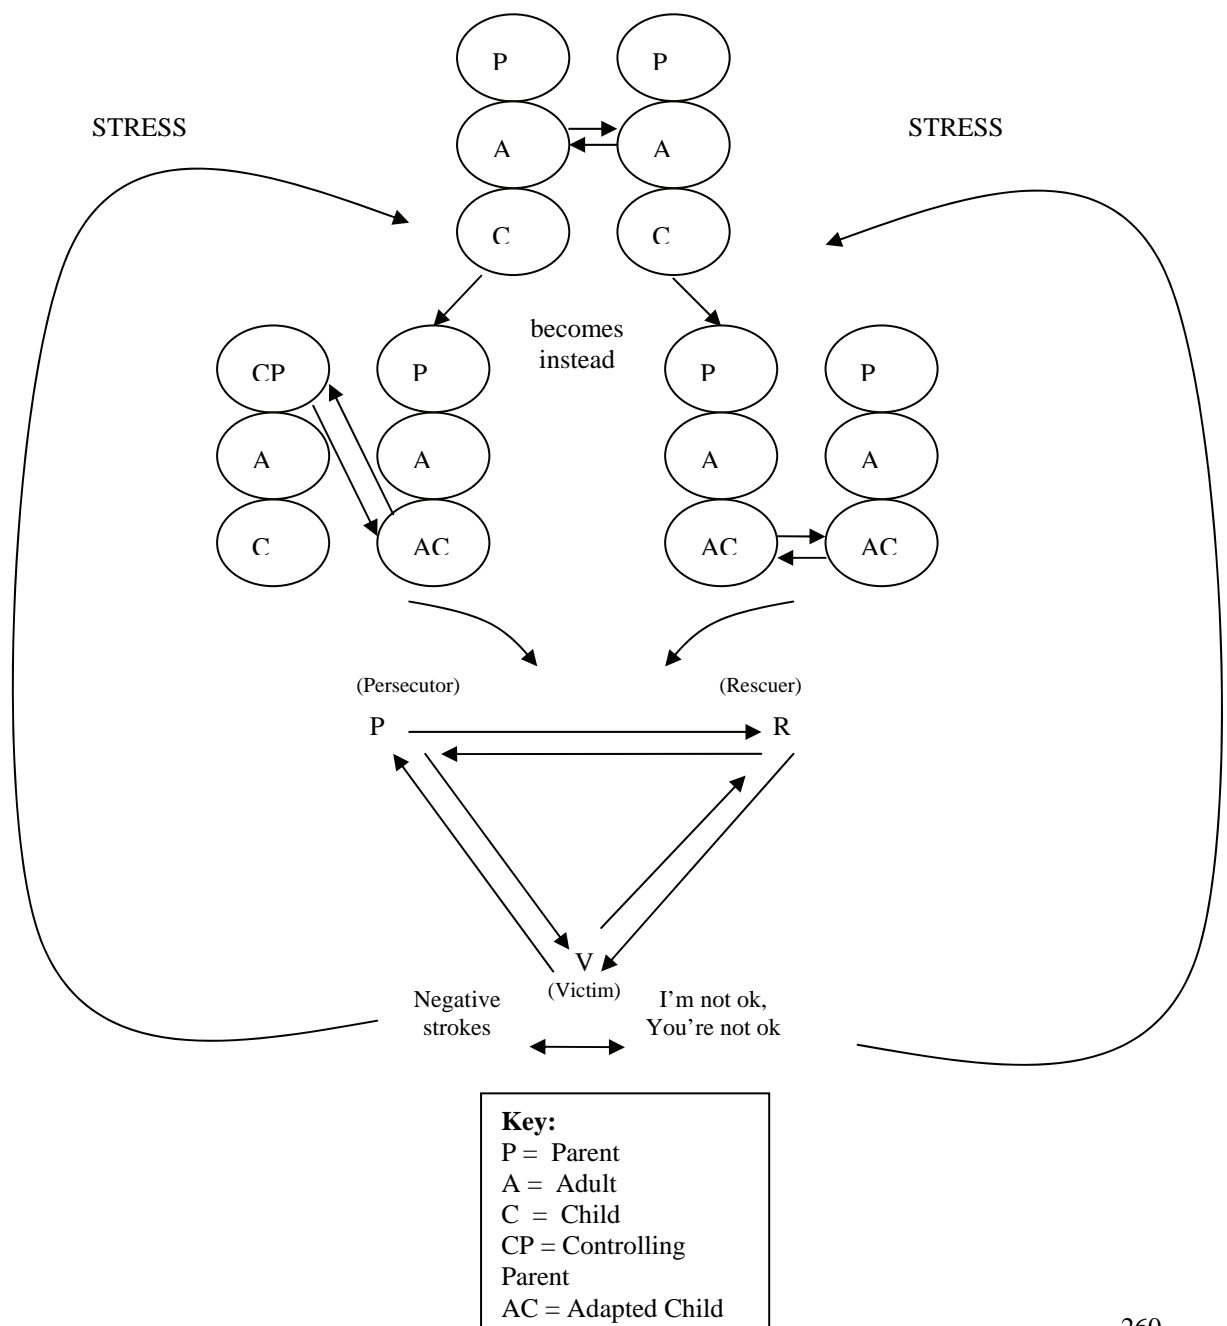 P P
STRESS A A STRESS
C C
becomes
instead
CP P P P
A A A A
C AC AC AC
(Persecutor) (Rescuer)
P R
V
(Victim)
Negative
strokes
I'm not ok,
You're not ok
Key:
P = Parent
A = Adult
C = Child
CP = Controlling
Parent
AC = Adapted Child
260